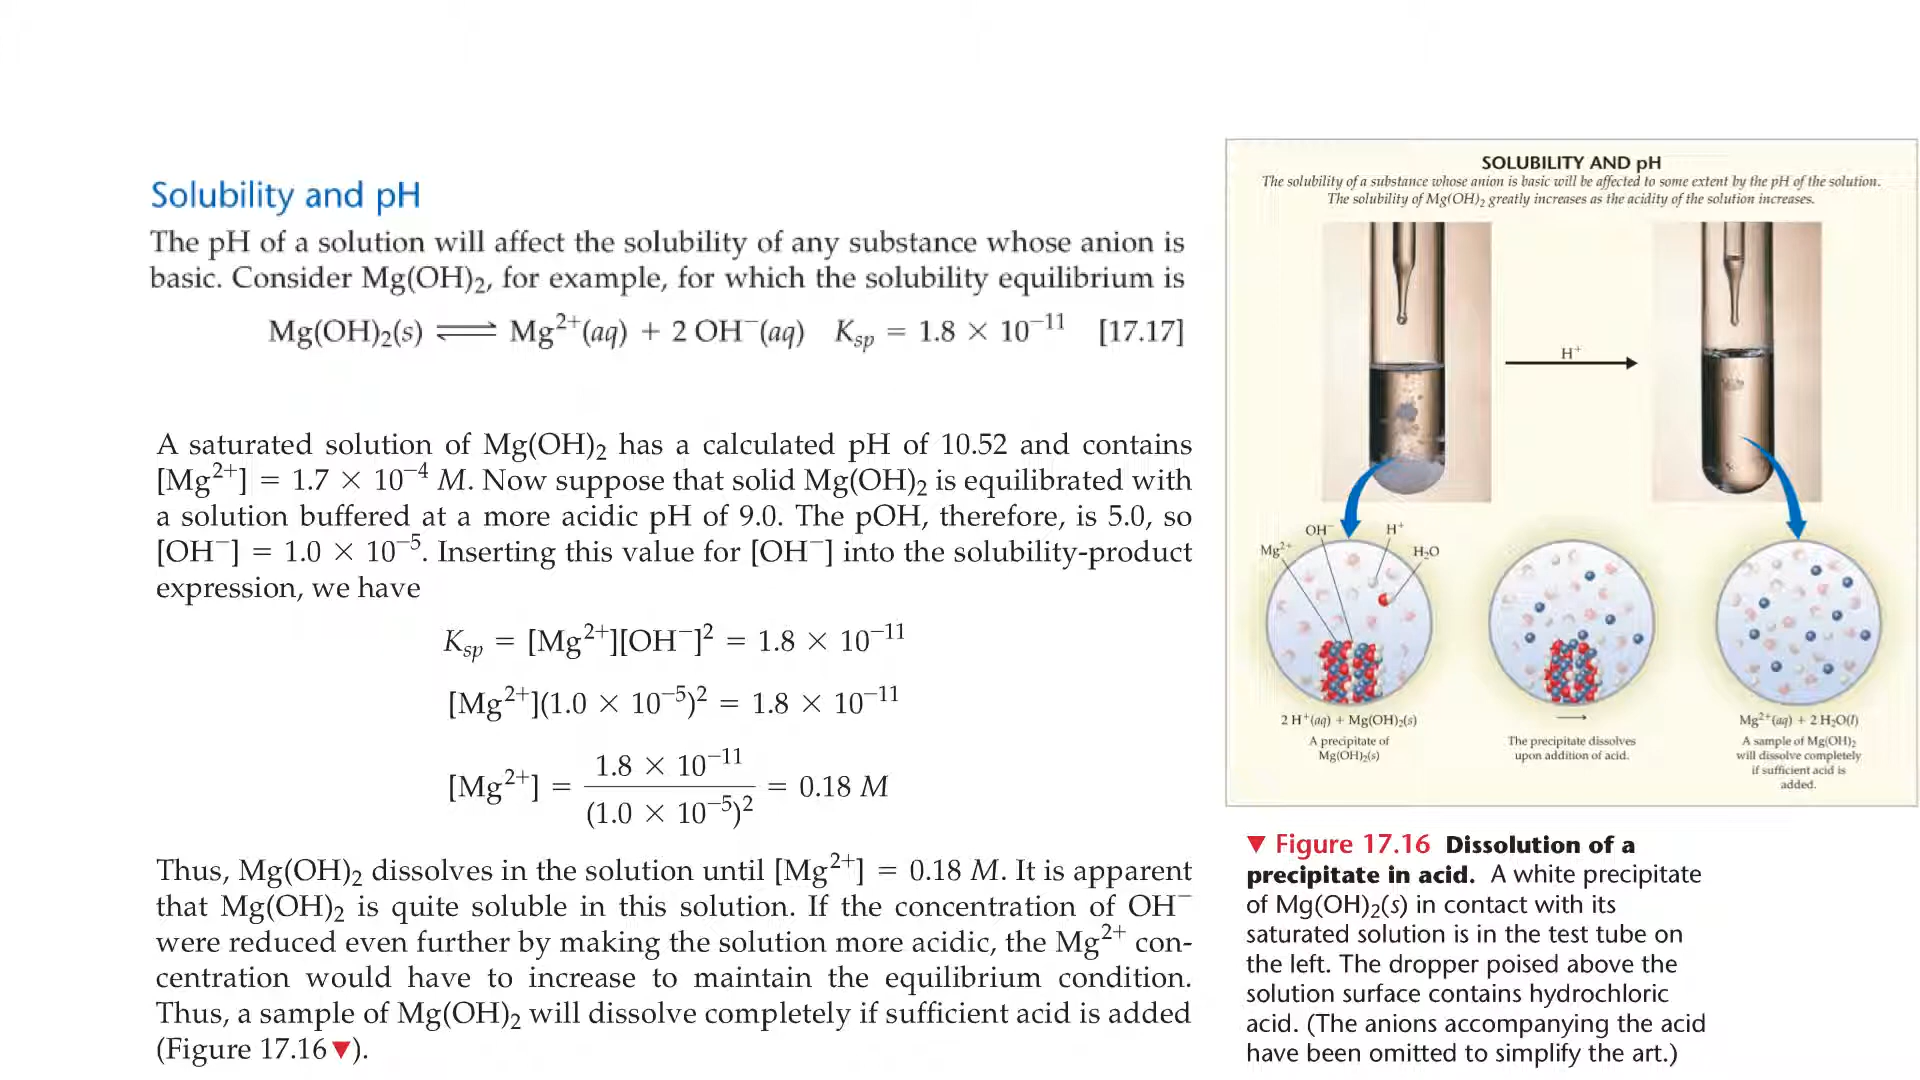 Solubility and pH
The pH of a solution will affect the solubility of any substance whose anion is
basic. Consider Mg(OH)₂, for example, for which the solubility equilibrium is
Mg(OH)₂(s) ⇌ Mg²⁺(aq) + 2 OH⁻(aq) Kₛₚ = 1.8 × 10⁻¹¹ [17.17]
A saturated solution of Mg(OH)₂ has a calculated pH of 10.52 and contains
[Mg²⁺] = 1.7 × 10⁻⁴ M. Now suppose that solid Mg(OH)₂ is equilibrated with
a solution buffered at a more acidic pH of 9.0. The pOH, therefore, is 5.0, so
[OH⁻] = 1.0 × 10⁻⁵. Inserting this value for [OH⁻] into the solubility-product
expression, we have
Kₛₚ = [Mg²⁺][OH⁻]² = 1.8 × 10⁻¹¹
[Mg²⁺](1.0 × 10⁻⁵)² = 1.8 × 10⁻¹¹
[Mg²⁺] = 1.8 × 10⁻¹¹ / (1.0 × 10⁻⁵)² = 0.18 M
Thus, Mg(OH)₂ dissolves in the solution until [Mg²⁺] = 0.18 M. It is apparent
that Mg(OH)₂ is quite soluble in this solution. If the concentration of OH⁻
were reduced even further by making the solution more acidic, the Mg²⁺ con-
centration would have to increase to maintain the equilibrium condition.
Thus, a sample of Mg(OH)₂ will dissolve completely if sufficient acid is added
(Figure 17.16▼).
SOLUBILITY AND pH
The solubility of a substance whose anion is basic will be affected to some extent by the pH of the solution.
The solubility of Mg(OH)₂ greatly increases as the acidity of the solution increases.
H⁺
OH⁻
H⁺
Mg²⁺
H₂O
2 H⁺(aq) + Mg(OH)₂(s)
A precipitate of
Mg(OH)₂(s)
→
The precipitate dissolves
upon addition of acid.
Mg²⁺(aq) + 2 H₂O(l)
A sample of Mg(OH)₂
will dissolve completely
if sufficient acid is
added.
▼ Figure 17.16 Dissolution of a
precipitate in acid. A white precipitate
of Mg(OH)₂(s) in contact with its
saturated solution is in the test tube on
the left. The dropper poised above the
solution surface contains hydrochloric
acid. (The anions accompanying the acid
have been omitted to simplify the art.)